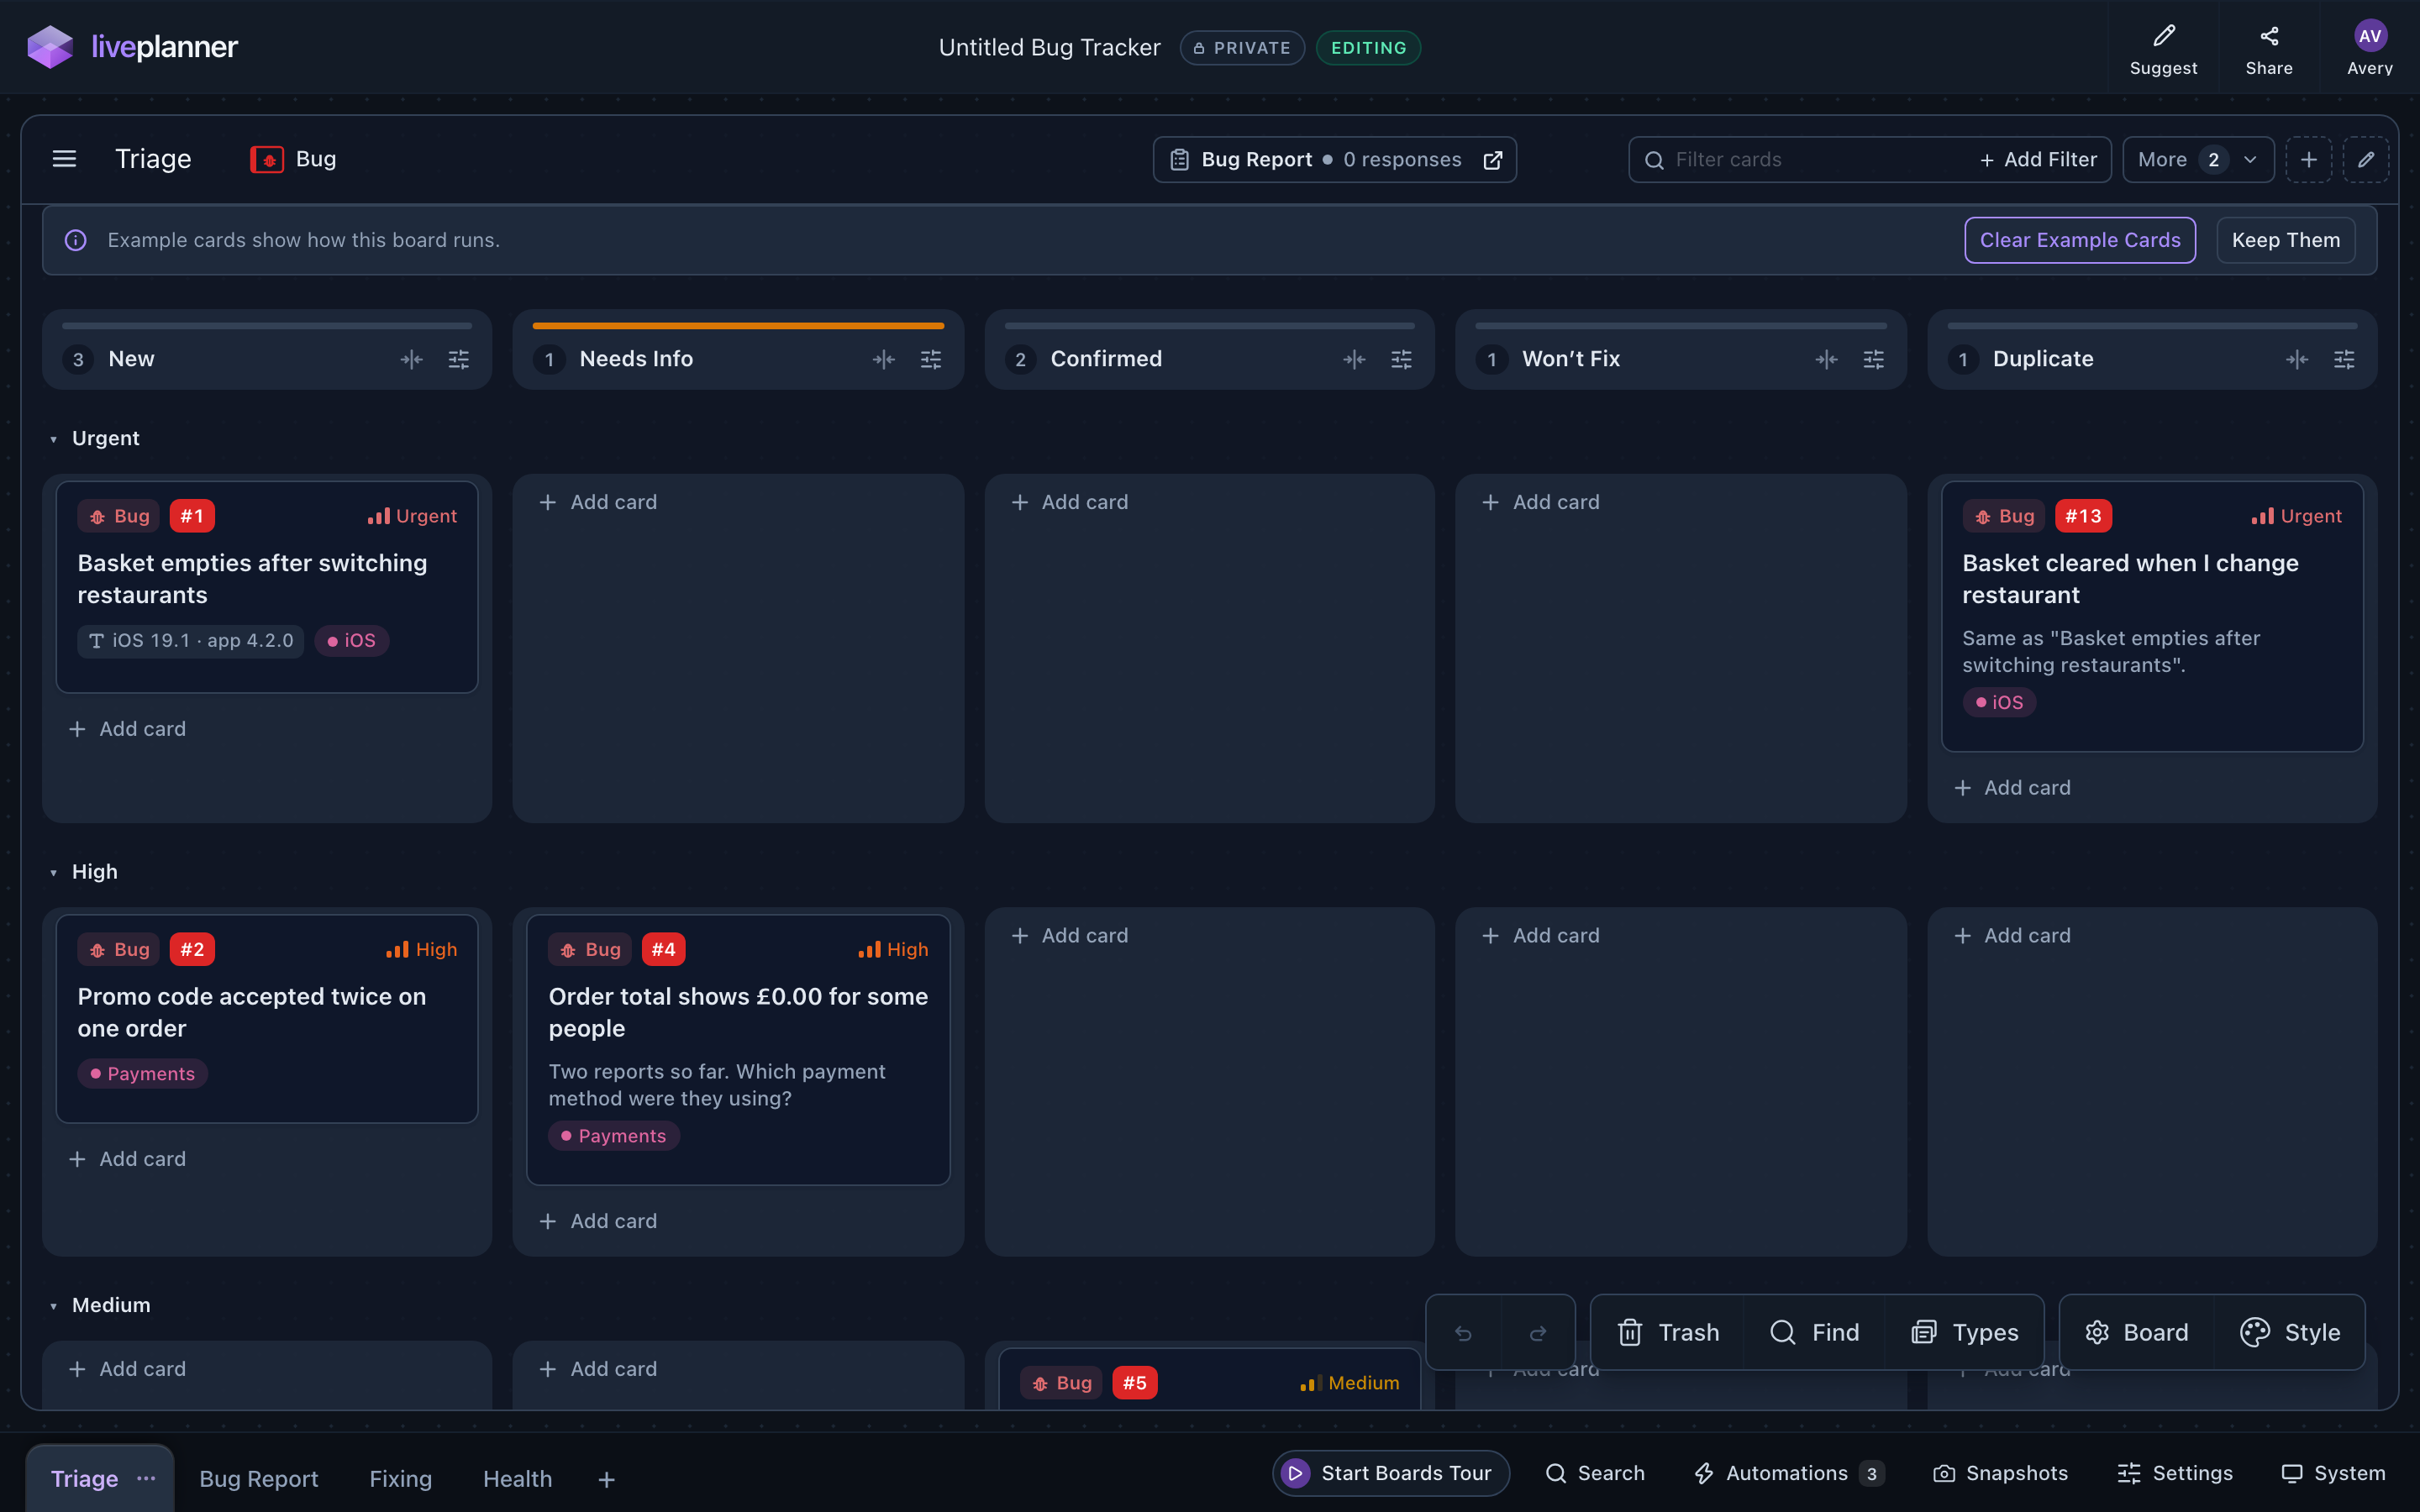 liveplanner
Untitled Bug Tracker
PRIVATE
EDITING
Suggest
Share
AV
Avery
Triage
Bug
Bug Report • 0 responses
Filter cards
+ Add Filter
More 2
Example cards show how this board runs.
Clear Example Cards
Keep Them
3 New
1 Needs Info
2 Confirmed
1 Won’t Fix
1 Duplicate
Urgent
Bug #1 Urgent
Basket empties after switching
restaurants
iOS 19.1 · app 4.2.0
iOS
+ Add card
+ Add card
+ Add card
+ Add card
Bug #13 Urgent
Basket cleared when I change
restaurant
Same as "Basket empties after
switching restaurants".
iOS
+ Add card
High
Bug #2 High
Promo code accepted twice on
one order
Payments
+ Add card
Bug #4 High
Order total shows £0.00 for some
people
Two reports so far. Which payment
method were they using?
Payments
+ Add card
+ Add card
+ Add card
+ Add card
Medium
+ Add card
+ Add card
Bug #5 Medium
Add card
Add card
Trash
Find
Types
Board
Style
Triage
Bug Report
Fixing
Health
+
Start Boards Tour
Search
Automations 3
Snapshots
Settings
System